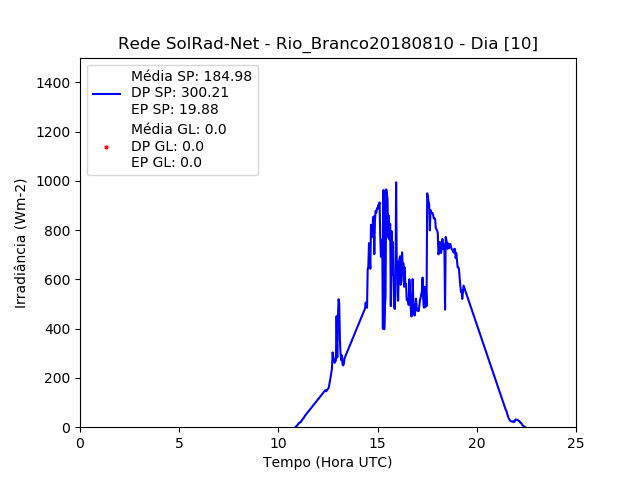 Rede SolRad-Net - Rio_Branco20180810 - Dia [10]
Média SP: 184.98
DP SP: 300.21
EP SP: 19.88
Média GL: 0.0
DP GL: 0.0
EP GL: 0.0
Irradiância (Wm-2)
1400
1200
1000
800
600
400
200
0
0 5 10 15 20 25
Tempo (Hora UTC)